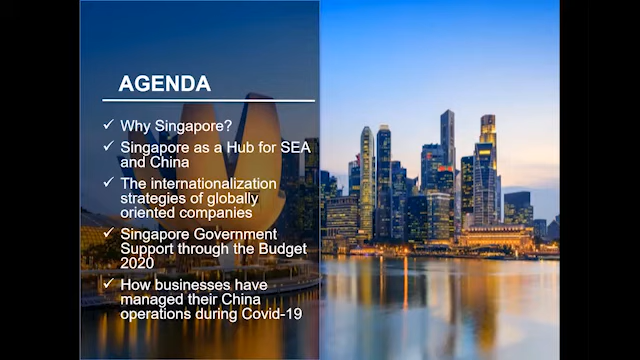 AGENDA
✓ Why Singapore?
✓ Singapore as a Hub for SEA
and China
✓ The internationalization
strategies of globally
oriented companies
✓ Singapore Government
Support through the Budget
2020
✓ How businesses have
managed their China
operations during Covid-19